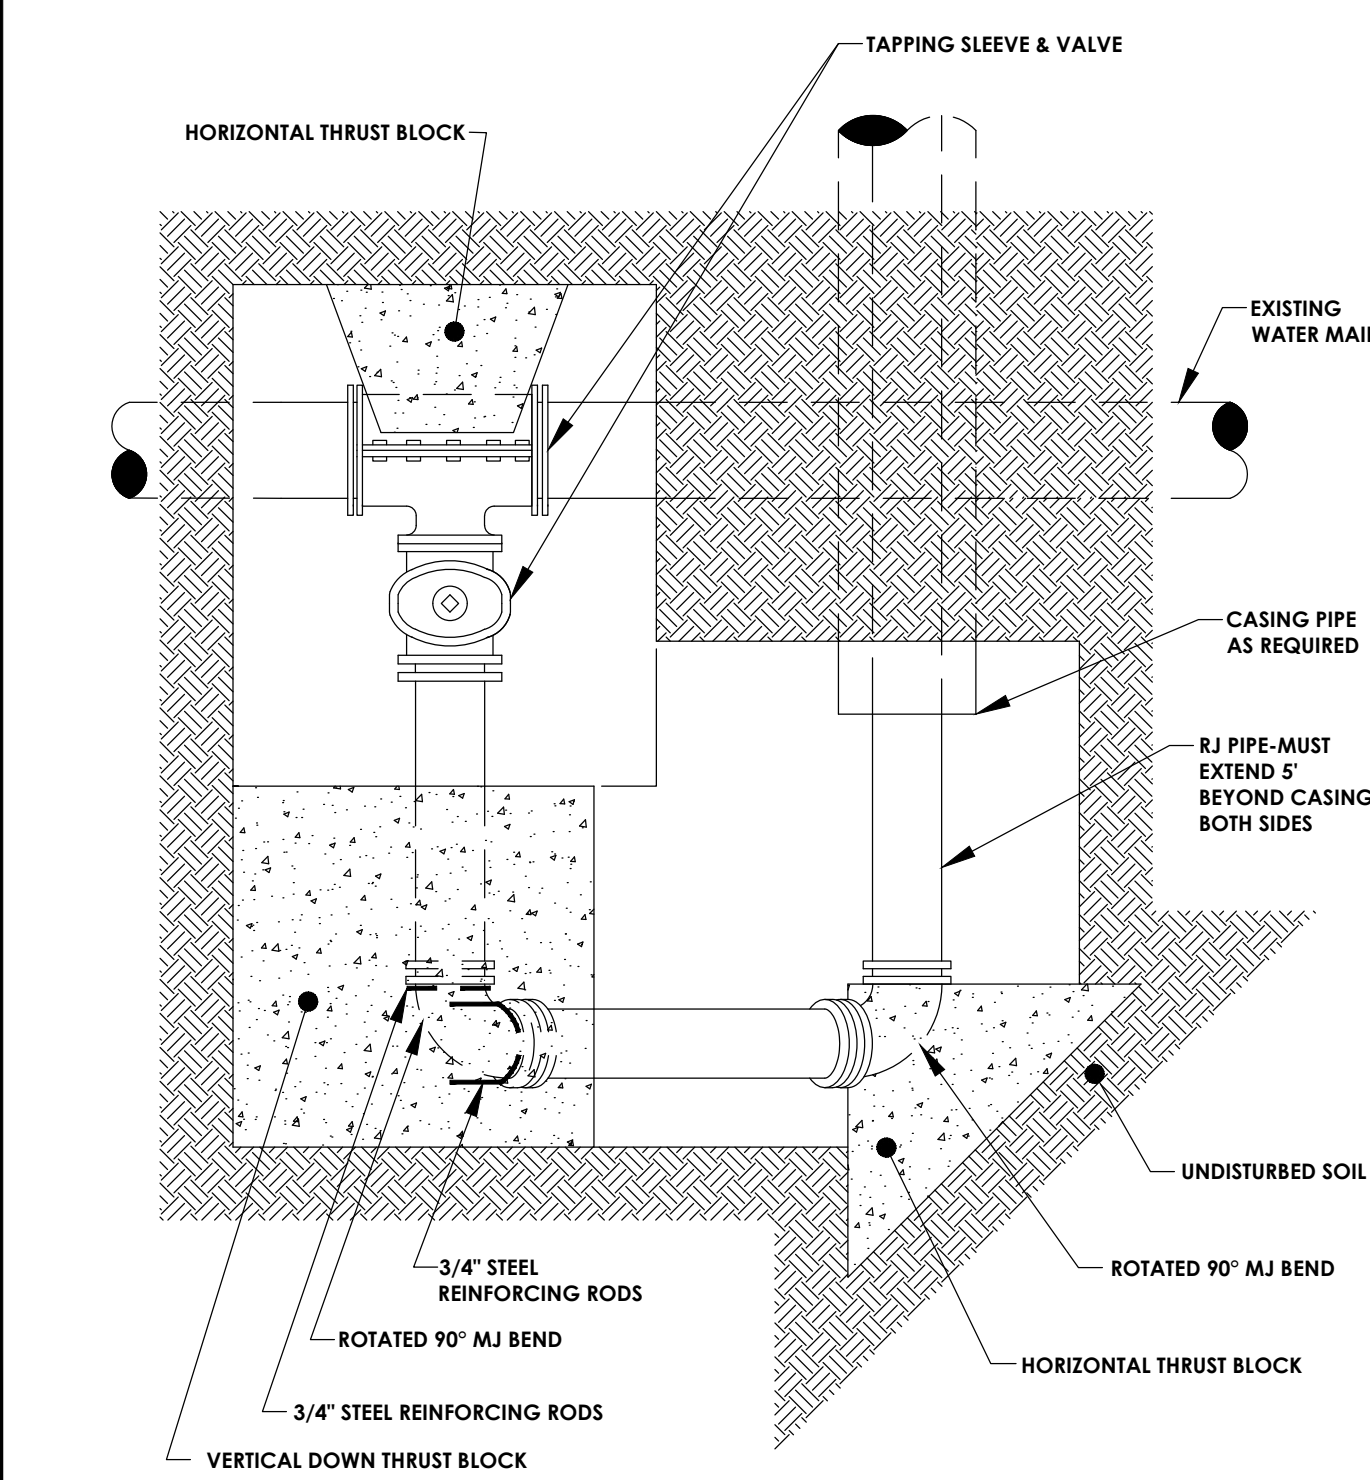 TAPPING SLEEVE & VALVE
HORIZONTAL THRUST BLOCK
EXISTING
WATER MAI
CASING PIPE
AS REQUIRED
RJ PIPE-MUST
EXTEND 5'
BEYOND CASING
BOTH SIDES
UNDISTURBED SOIL
3/4" STEEL
REINFORCING RODS
ROTATED 90° MJ BEND
ROTATED 90° MJ BEND
HORIZONTAL THRUST BLOCK
3/4" STEEL REINFORCING RODS
VERTICAL DOWN THRUST BLOCK